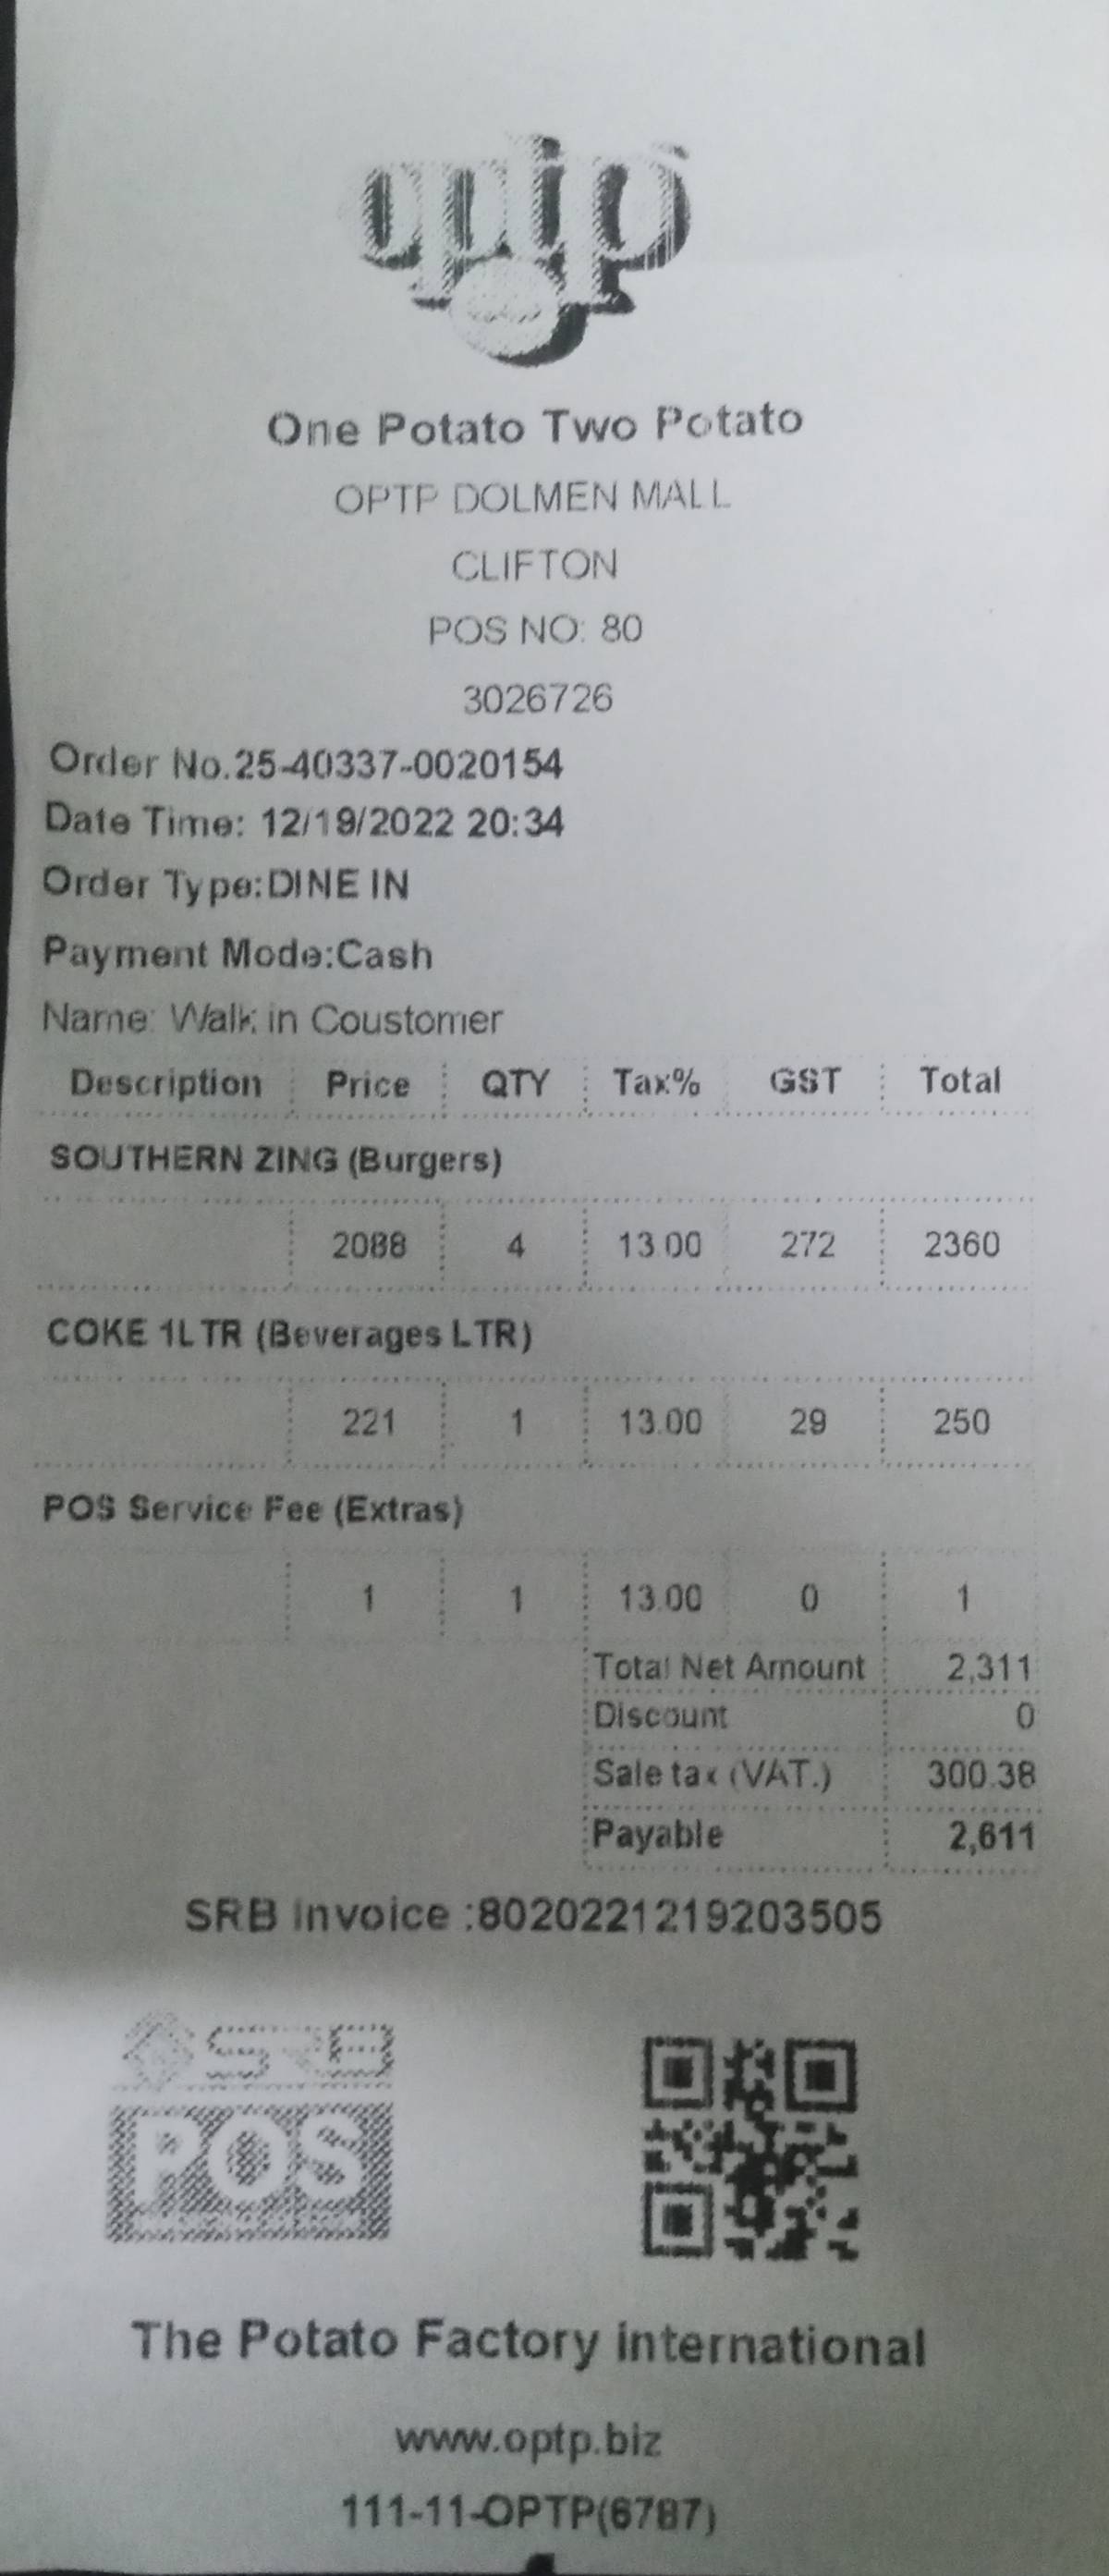 optp
One Potato Two Potato
OPTP DOLMEN MALL
CLIFTON
POS NO: 80
3026726
Order No.25-40337-0020154
Date Time: 12/19/2022 20:34
Order Type:DINE IN
Payment Mode:Cash
Name: Walk in Coustomer
Description Price QTY Tax% GST Total
SOUTHERN ZING (Burgers)
2088 4 13.00 272 2360
COKE 1LTR (Beverages LTR)
221 1 13.00 29 250
POS Service Fee (Extras)
1 1 13.00 0 1
Total Net Amount 2,311
Discount 0
Sale tax (VAT.) 300.38
Payable 2,611
SRB Invoice :8020221219203505
SRB
POS
The Potato Factory international
www.optp.biz
111-11-OPTP(6787)